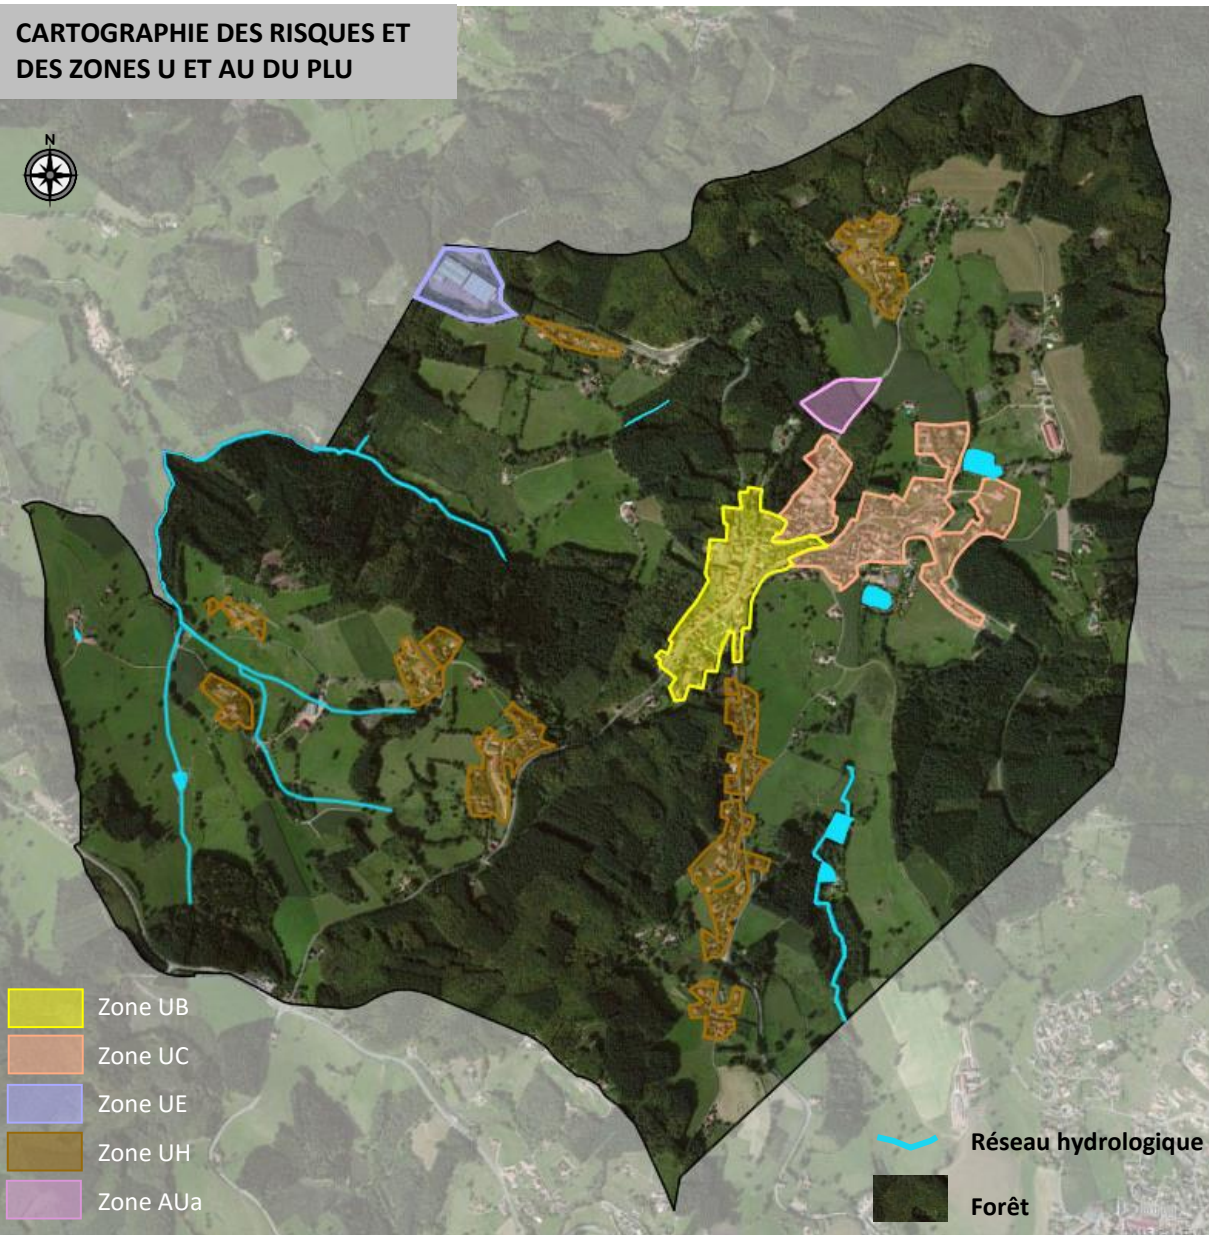 CARTOGRAPHIE DES RISQUES ET
DES ZONES U ET AU DU PLU
N
Zone UB
Zone UC
Zone UE
Zone UH
Zone AUa
Réseau hydrologique
Forêt